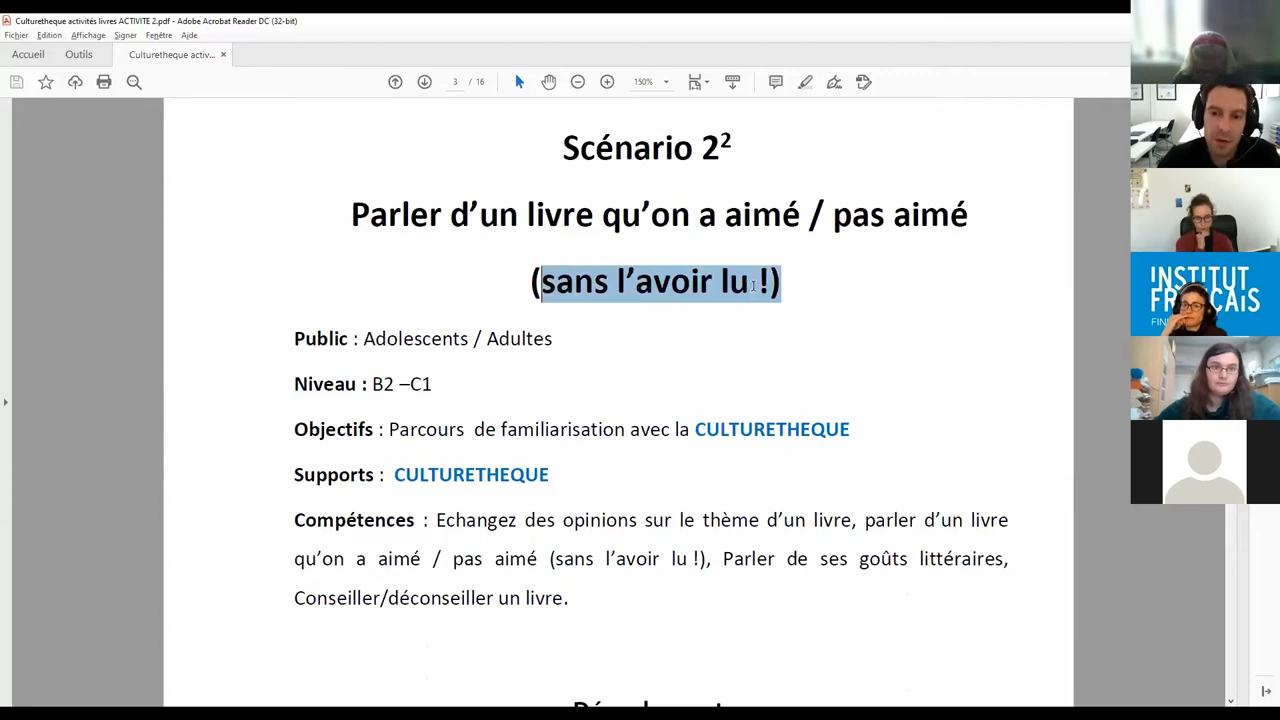 Culturetheque activités livres ACTIVITE 2.pdf - Adobe Acrobat Reader DC (32-bit)
Fichier Edition Affichage Signer Fenêtre Aide
Accueil Outils Culturetheque activ... ×
3 / 16 150%
Scénario 2²
Parler d’un livre qu’on a aimé / pas aimé
(sans l’avoir lu !)
Public : Adolescents / Adultes
Niveau : B2 –C1
Objectifs : Parcours de familiarisation avec la CULTURETHEQUE
Supports : CULTURETHEQUE
Compétences : Echangez des opinions sur le thème d’un livre, parler d’un livre
qu’on a aimé / pas aimé (sans l’avoir lu !), Parler de ses goûts littéraires,
Conseiller/déconseiller un livre.
INSTITUT
FRANÇAIS